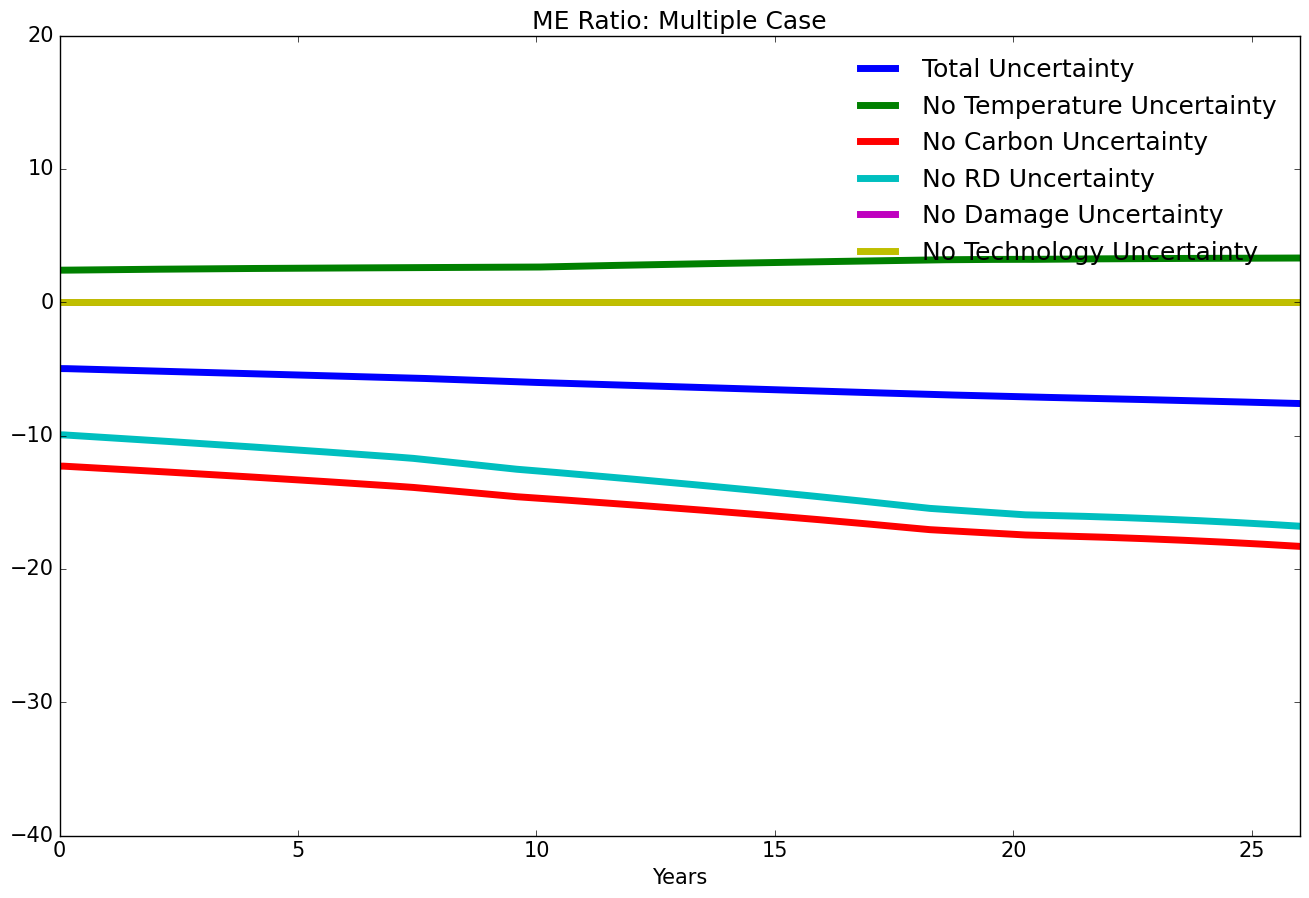 ME Ratio: Multiple Case
20
10
0
−10
−20
−30
−40
Total Uncertainty
No Temperature Uncertainty
No Carbon Uncertainty
No RD Uncertainty
No Damage Uncertainty
No Technology Uncertainty
0 5 10 15 20 25
Years